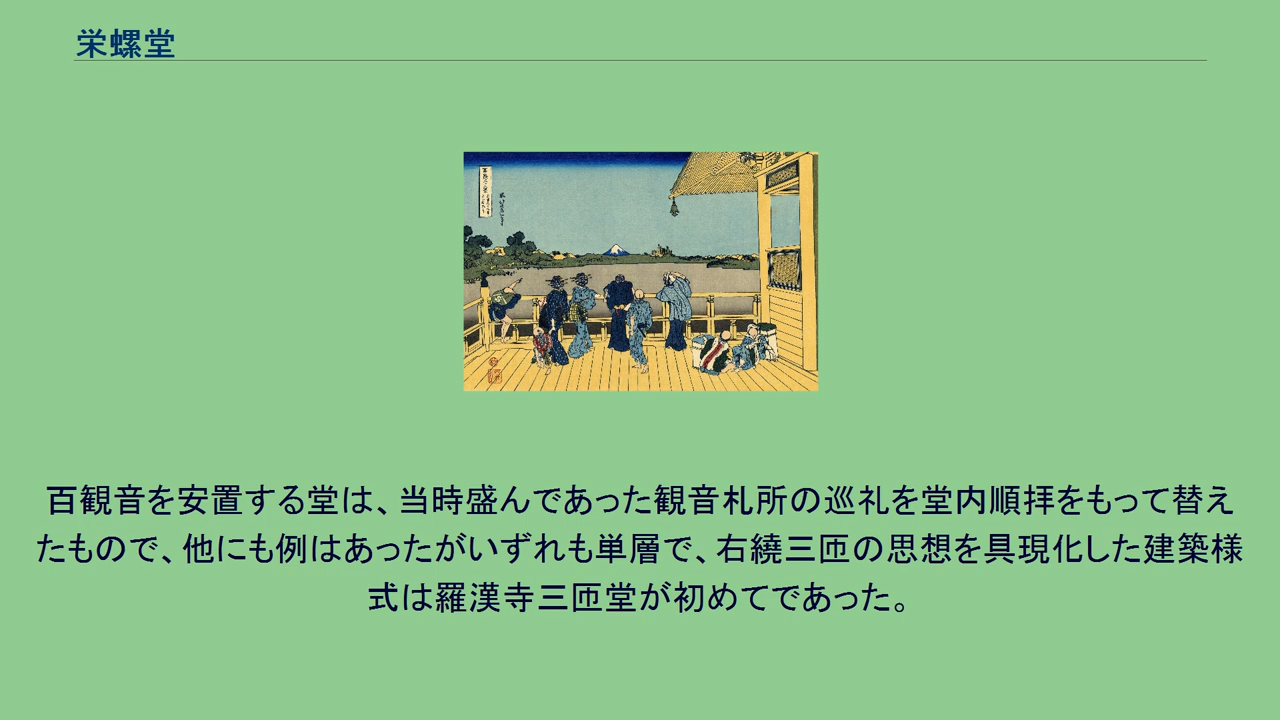 栄螺堂
百観音を安置する堂は、当時盛んであった観音札所の巡礼を堂内順拝をもって替え
たもので、他にも例はあったがいずれも単層で、右繞三匝の思想を具現化した建築様
式は羅漢寺三匝堂が初めてであった。